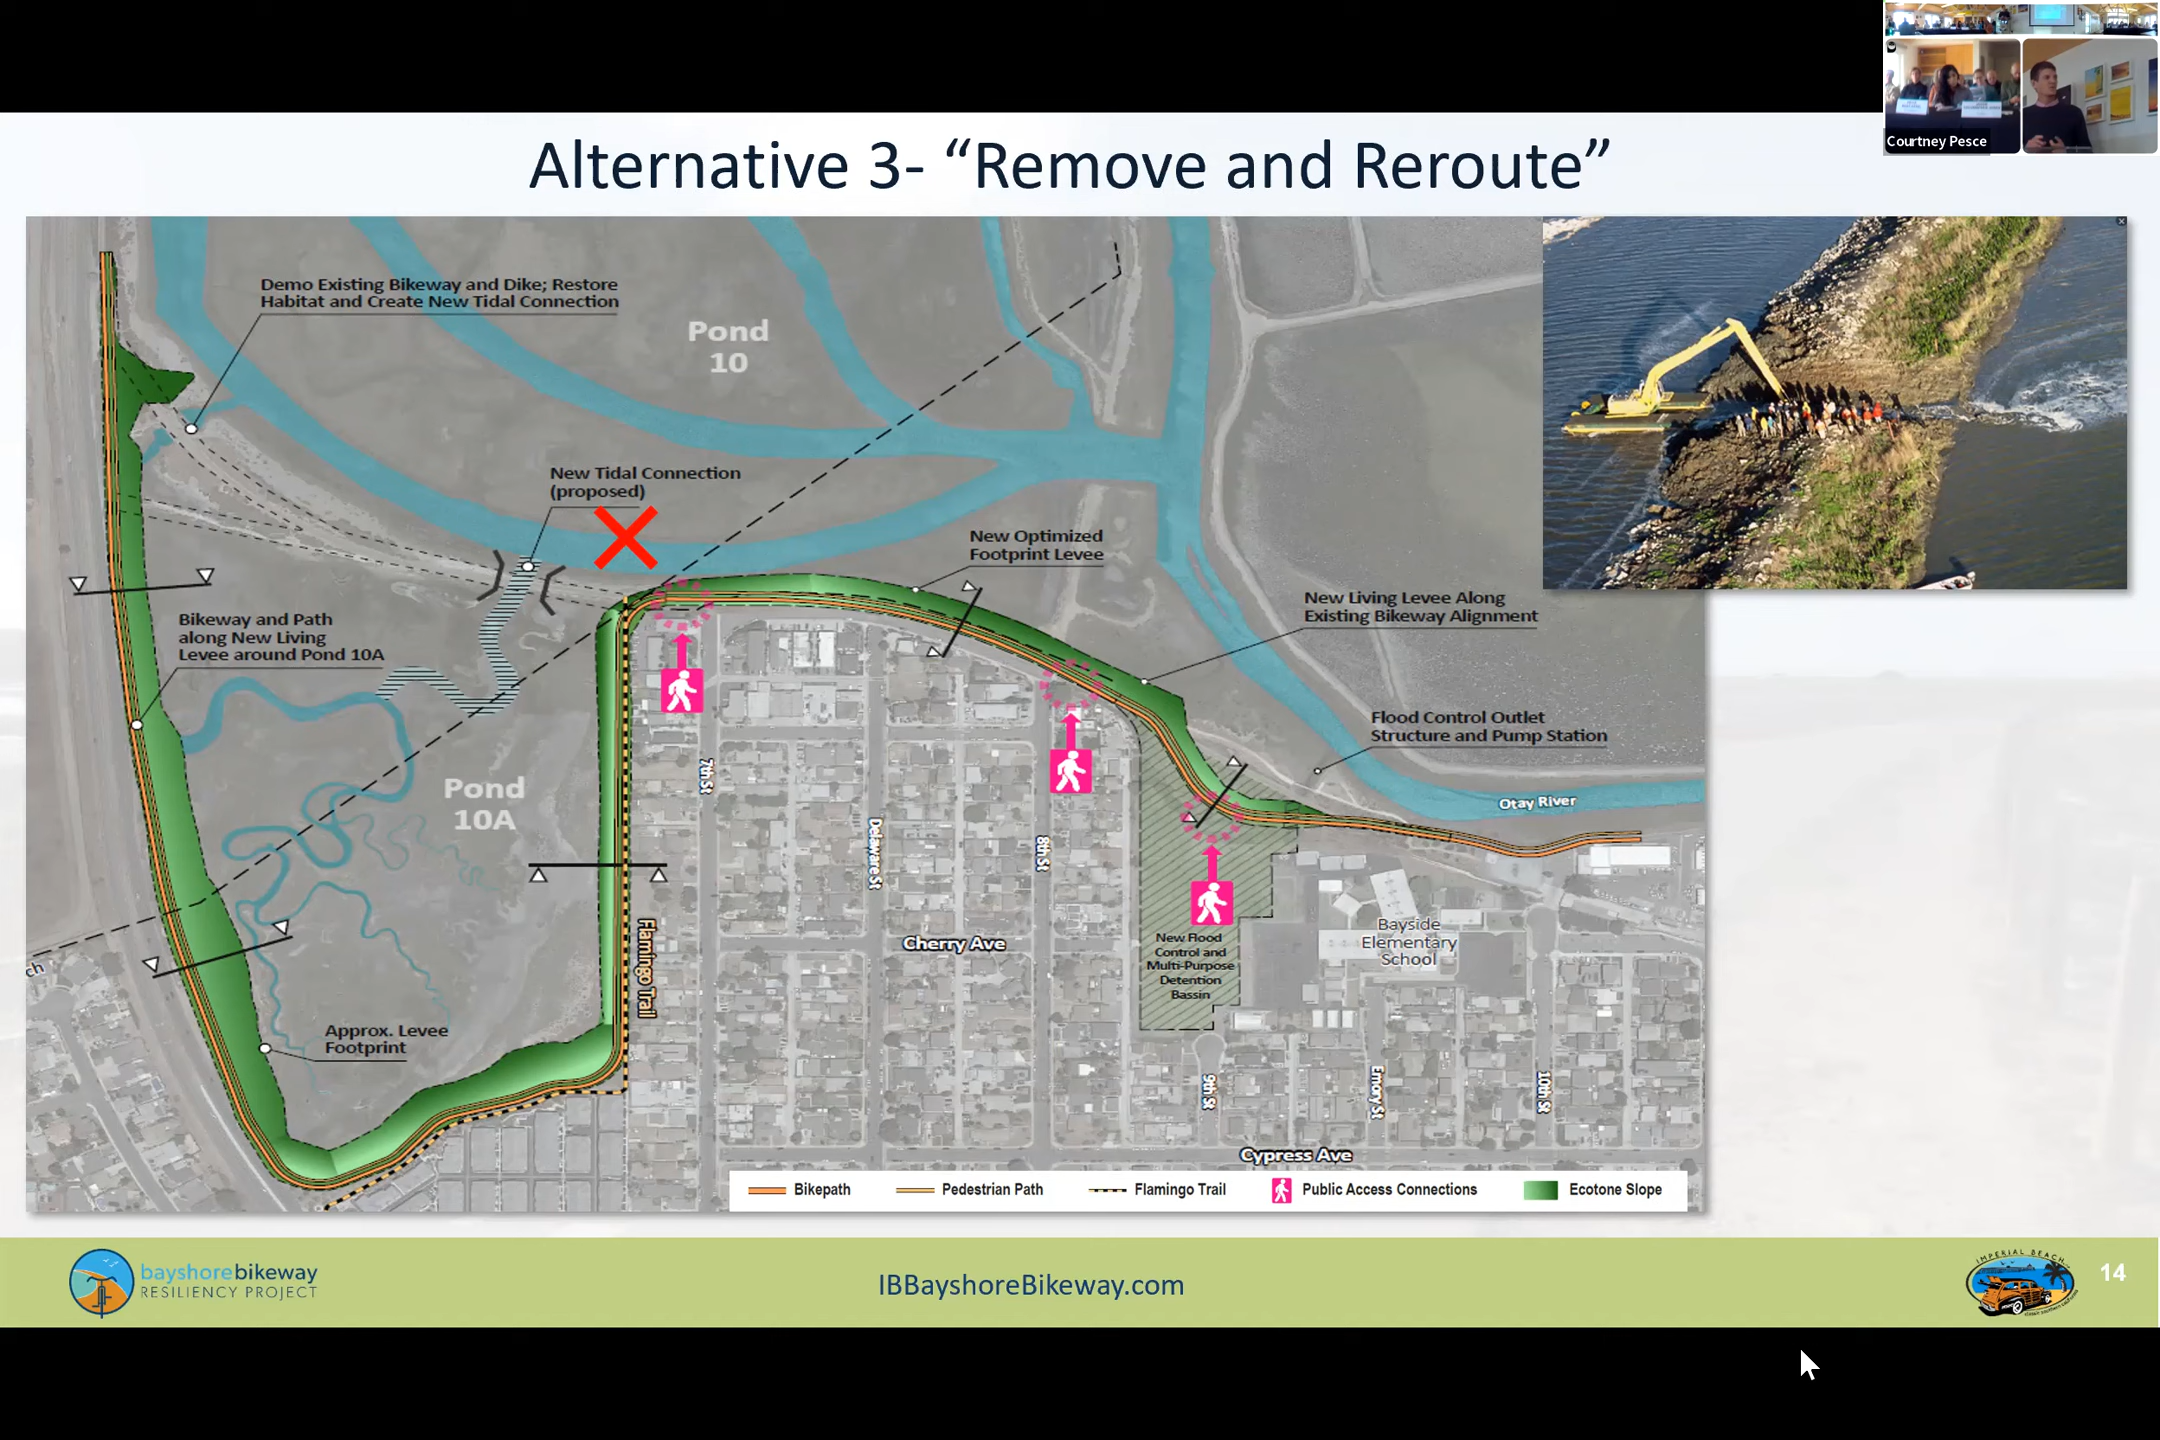 Courtney Pesce
Alternative 3- “Remove and Reroute”
Demo Existing Bikeway and Dike; Restore
Habitat and Create New Tidal Connection
Pond
10
New Tidal Connection
(proposed)
New Optimized
Footprint Levee
New Living Levee Along
Existing Bikeway Alignment
Bikeway and Path
along New Living
Levee around Pond 10A
Flood Control Outlet
Structure and Pump Station
Pond
10A
7th St
Delaware St
8th St
Otay River
Flamingo Trail
Cherry Ave
Bayside
Elementary
School
New Flood
Control and
Multi-Purpose
Detention
Bassin
ch
Approx. Levee
Footprint
9th St
Emory St
10th St
Cypress Ave
Bikepath
Pedestrian Path
Flamingo Trail
Public Access Connections
Ecotone Slope
bayshorebikeway
RESILIENCY PROJECT
IBBayshoreBikeway.com
IMPERIAL BEACH
14